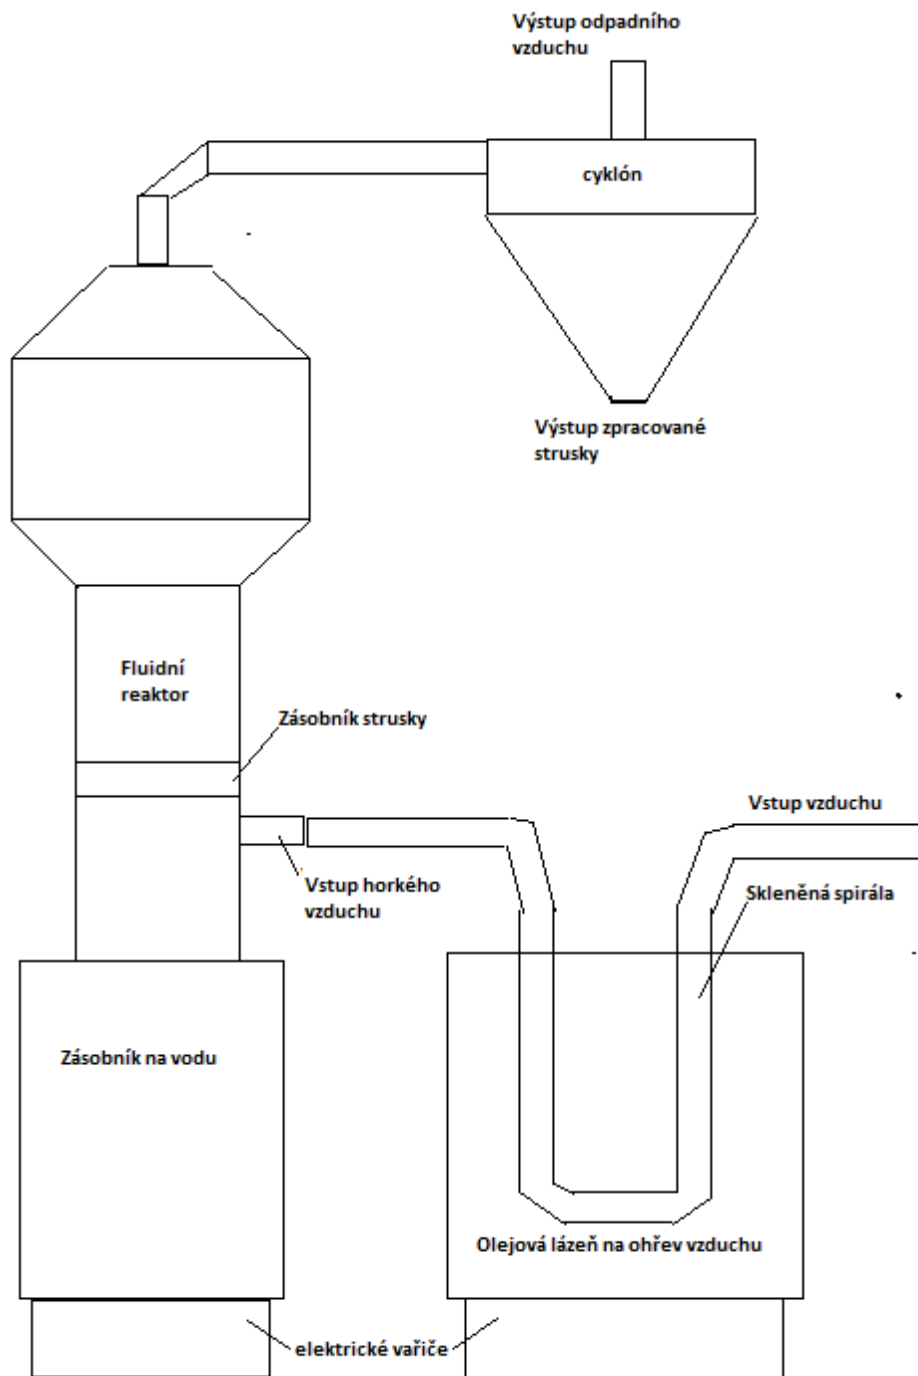 Výstup odpadního
vzduchu
cyklón
Výstup zpracované
strusky
Fluidní
reaktor
Zásobník strusky
Vstup vzduchu
Vstup horkého
vzduchu
Skleněná spirála
Zásobník na vodu
Olejová lázeň na ohřev vzduchu
elektrické vařiče